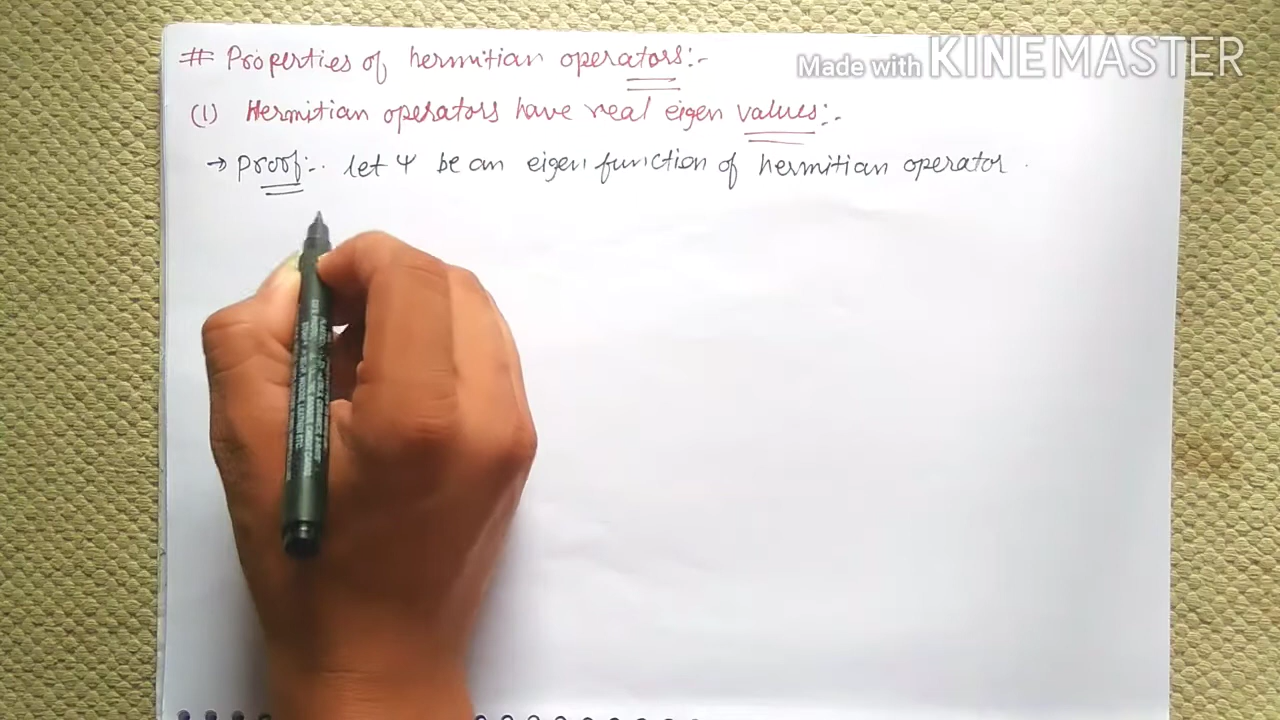 # Properties of hermitian operators:-
Made with KINEMASTER
(1) Hermitian operators have real eigen values:-
→ Proof:- let Ψ be an eigen function of hermitian operator